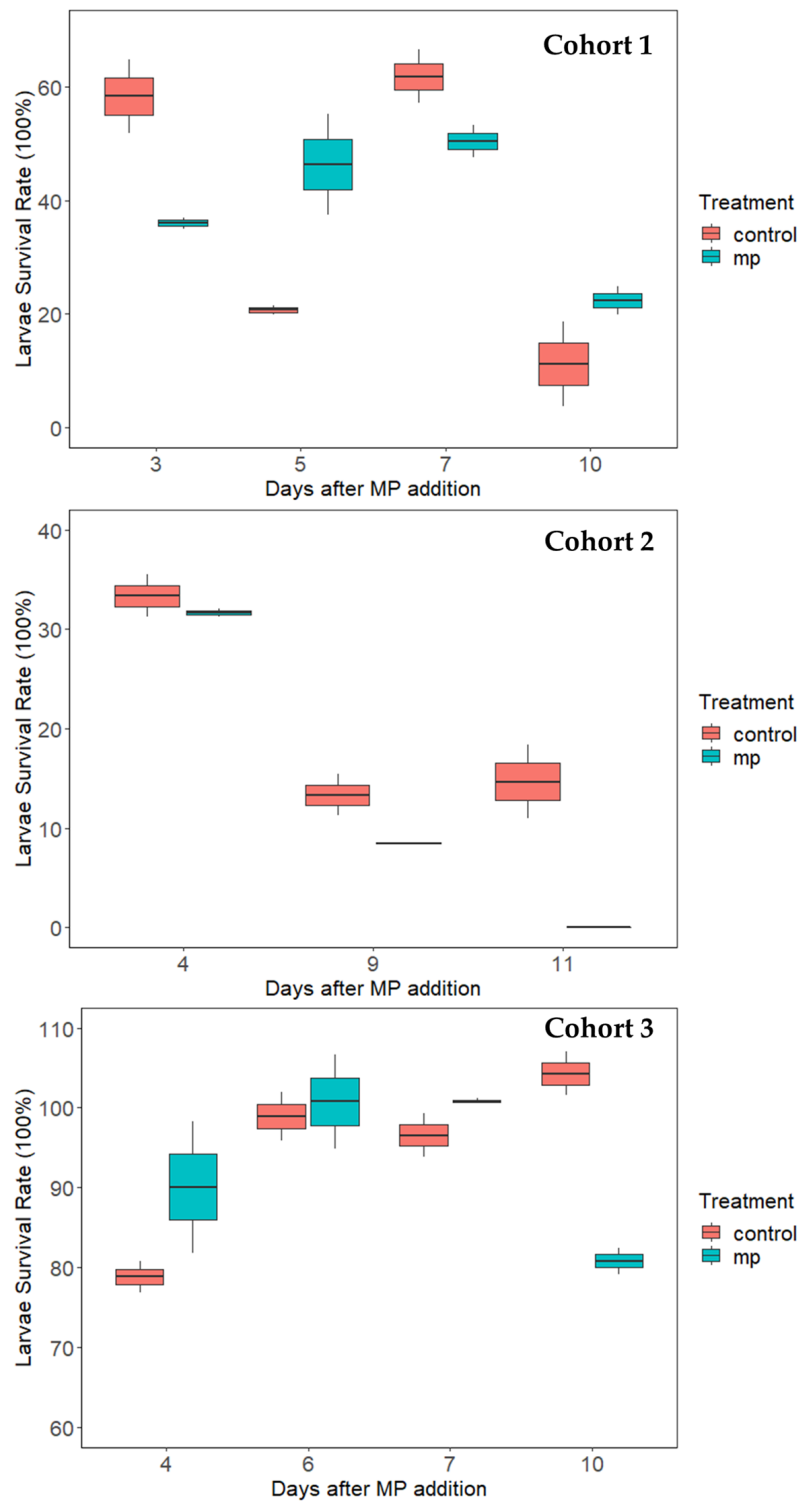 Cohort 1
Larvae Survival Rate (100%)
60
40
20
0
3 5 7 10
Days after MP addition
Treatment
control
mp
Cohort 2
Larvae Survival Rate (100%)
40
30
20
10
0
4 9 11
Days after MP addition
Treatment
control
mp
Cohort 3
Larvae Survival Rate (100%)
110
100
90
80
70
60
4 6 7 10
Days after MP addition
Treatment
control
mp